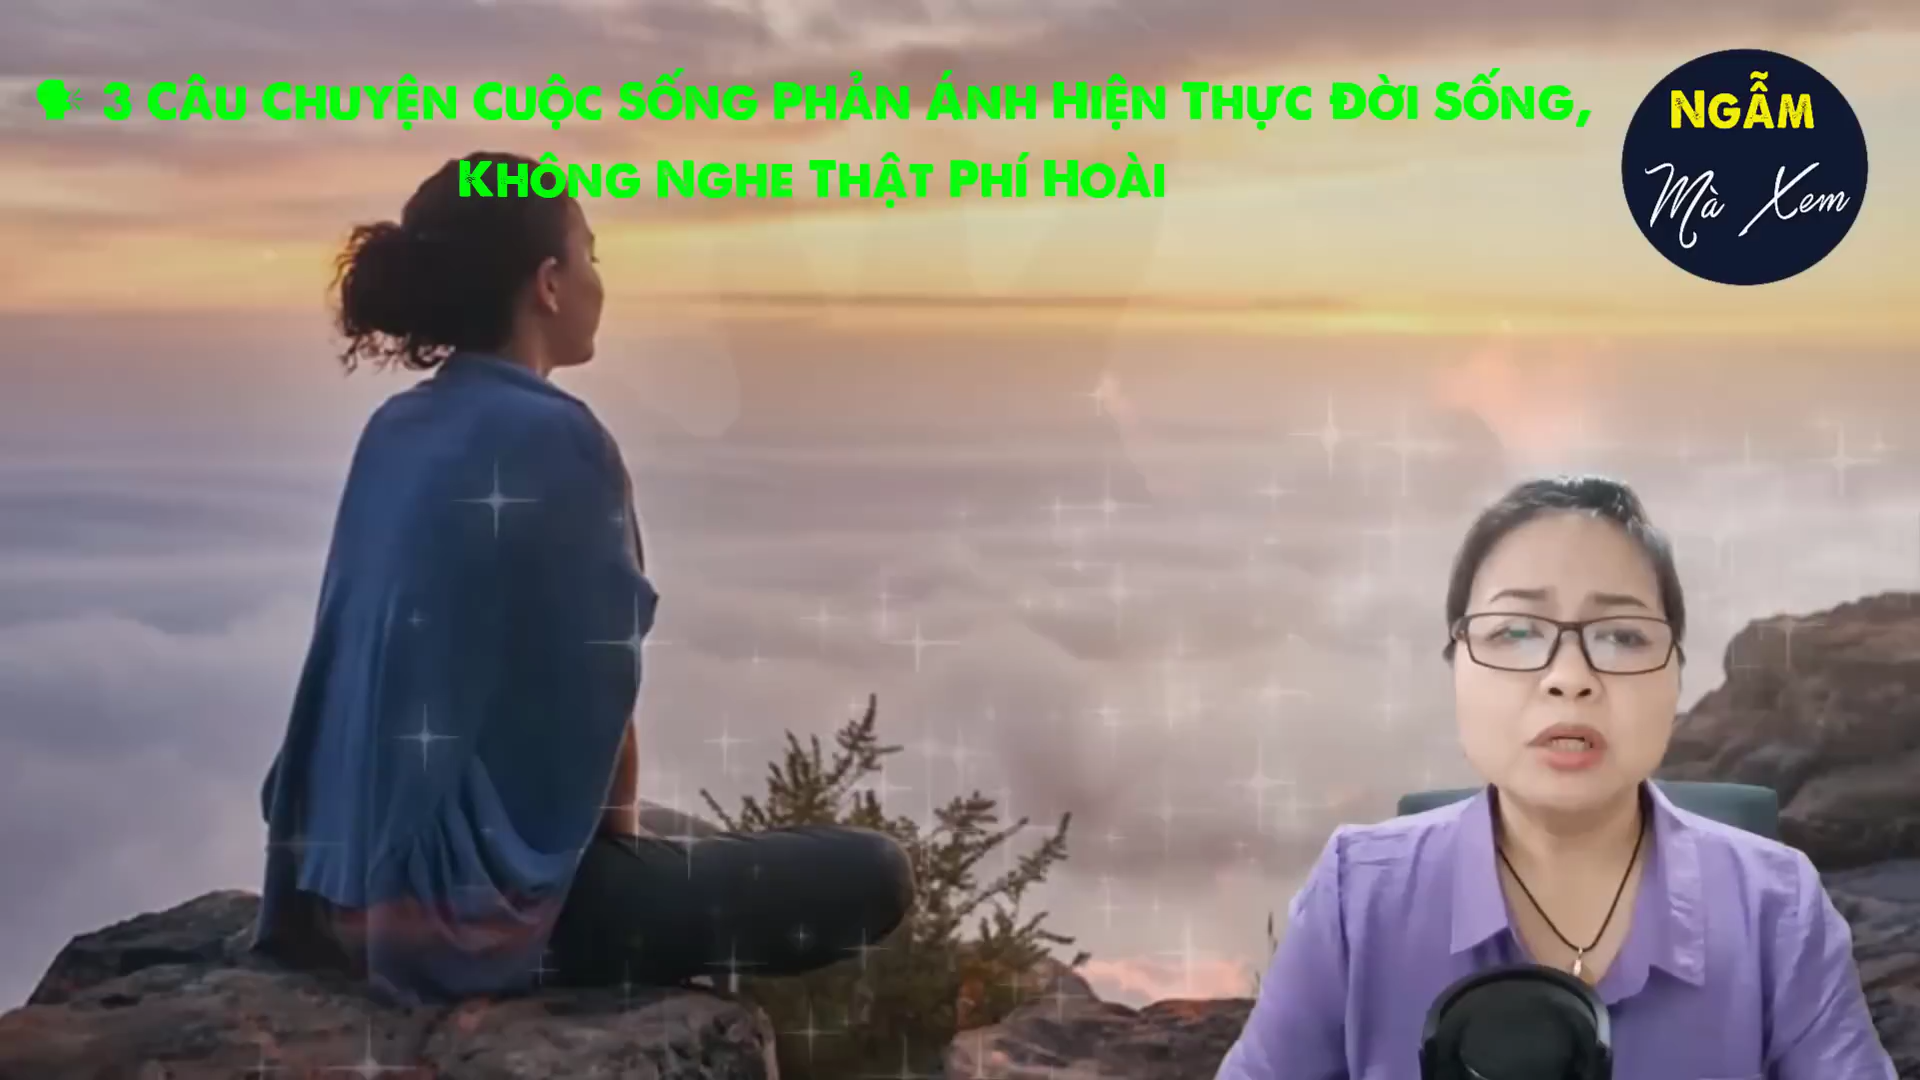 3 Câu Chuyện Cuộc Sống Phản Ánh Hiện Thực Đời Sống,
Không Nghe Thật Phí Hoài
NGẪM
Mà Xem